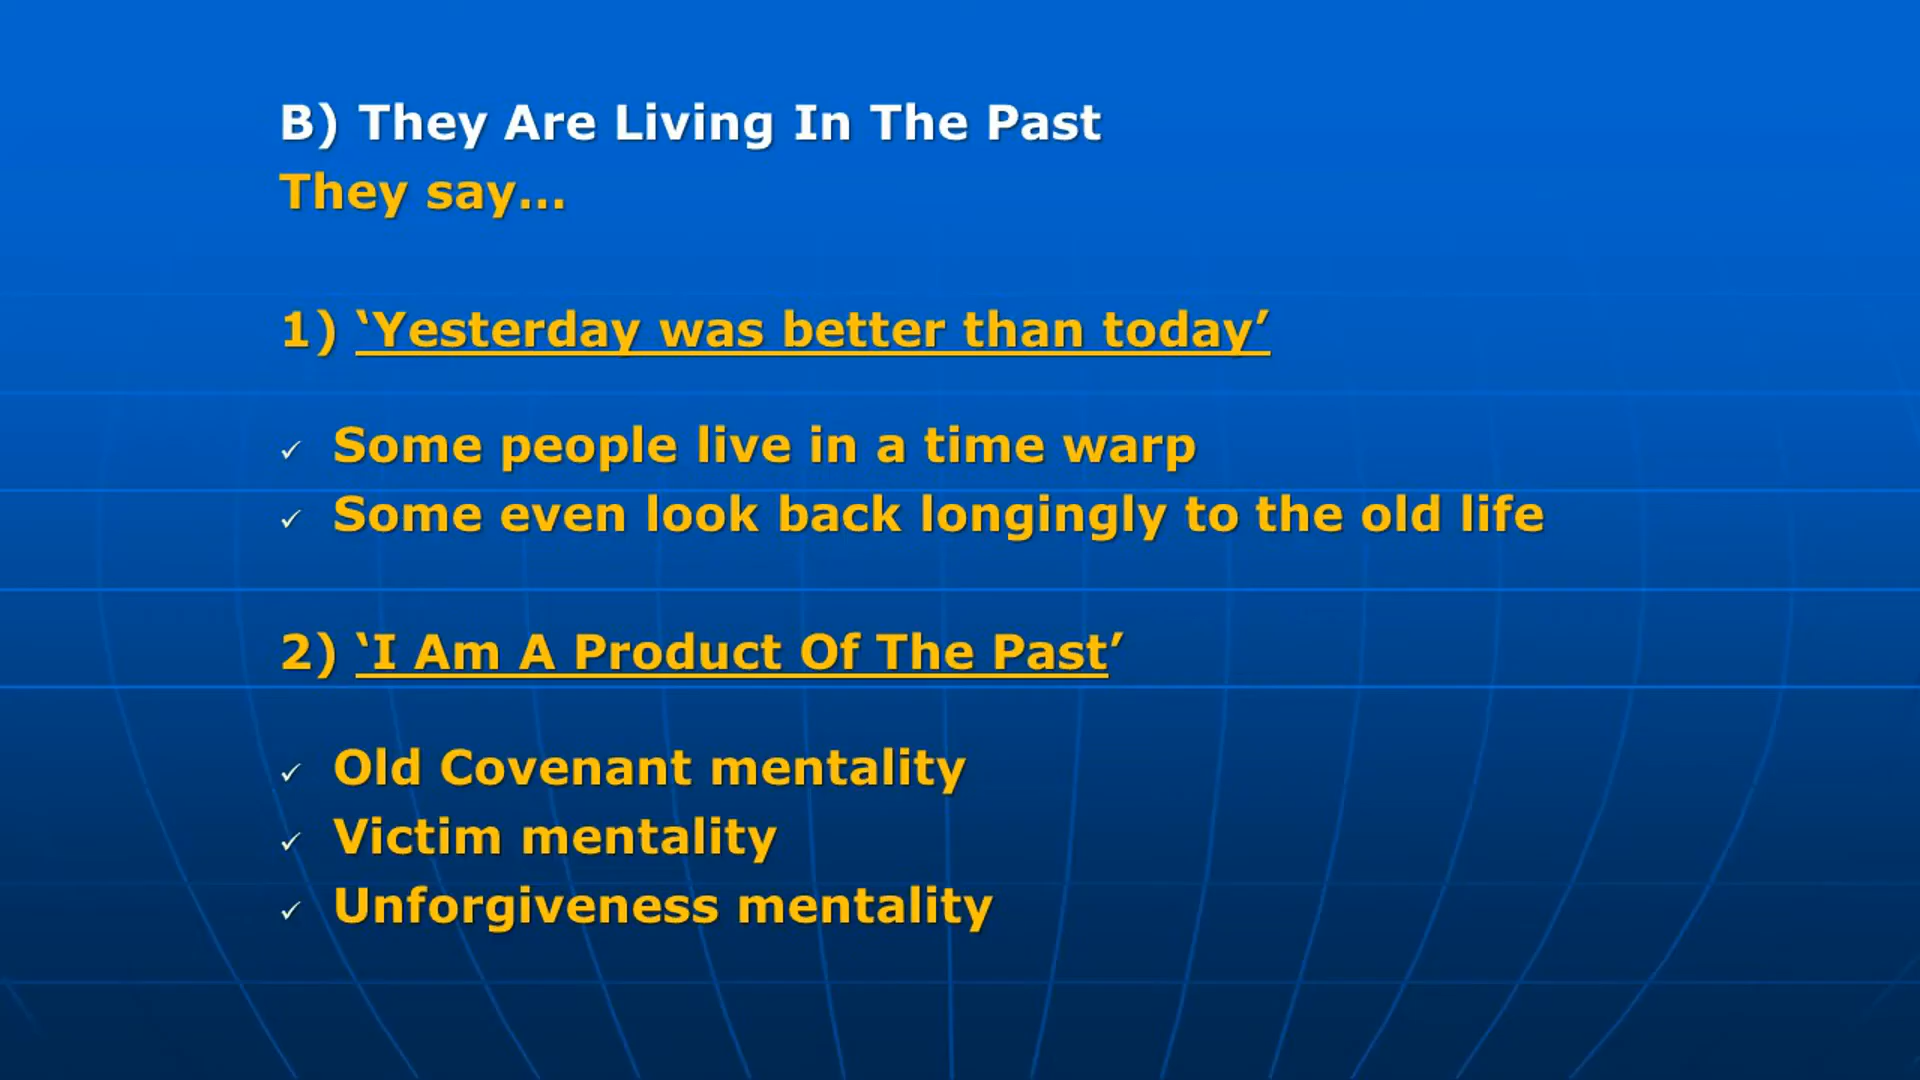 B) They Are Living In The Past
They say...
1) ‘Yesterday was better than today’
✓ Some people live in a time warp
✓ Some even look back longingly to the old life
2) ‘I Am A Product Of The Past’
✓ Old Covenant mentality
✓ Victim mentality
✓ Unforgiveness mentality